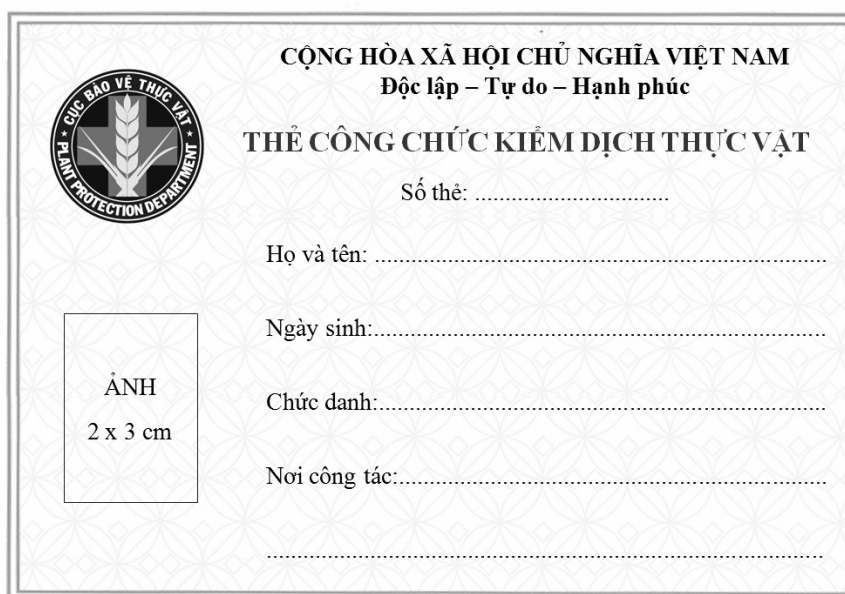 CỘNG HÒA XÃ HỘI CHỦ NGHĨA VIỆT NAM
Độc lập – Tự do – Hạnh phúc
CỤC BẢO VỆ THỰC VẬT
PLANT PROTECTION DEPARTMENT
THẺ CÔNG CHỨC KIỂM DỊCH THỰC VẬT
Số thẻ: ................................
Họ và tên: ...........................................................................
Ngày sinh:...........................................................................
ẢNH
2 x 3 cm
Chức danh:..........................................................................
Nơi công tác:.......................................................................
............................................................................................